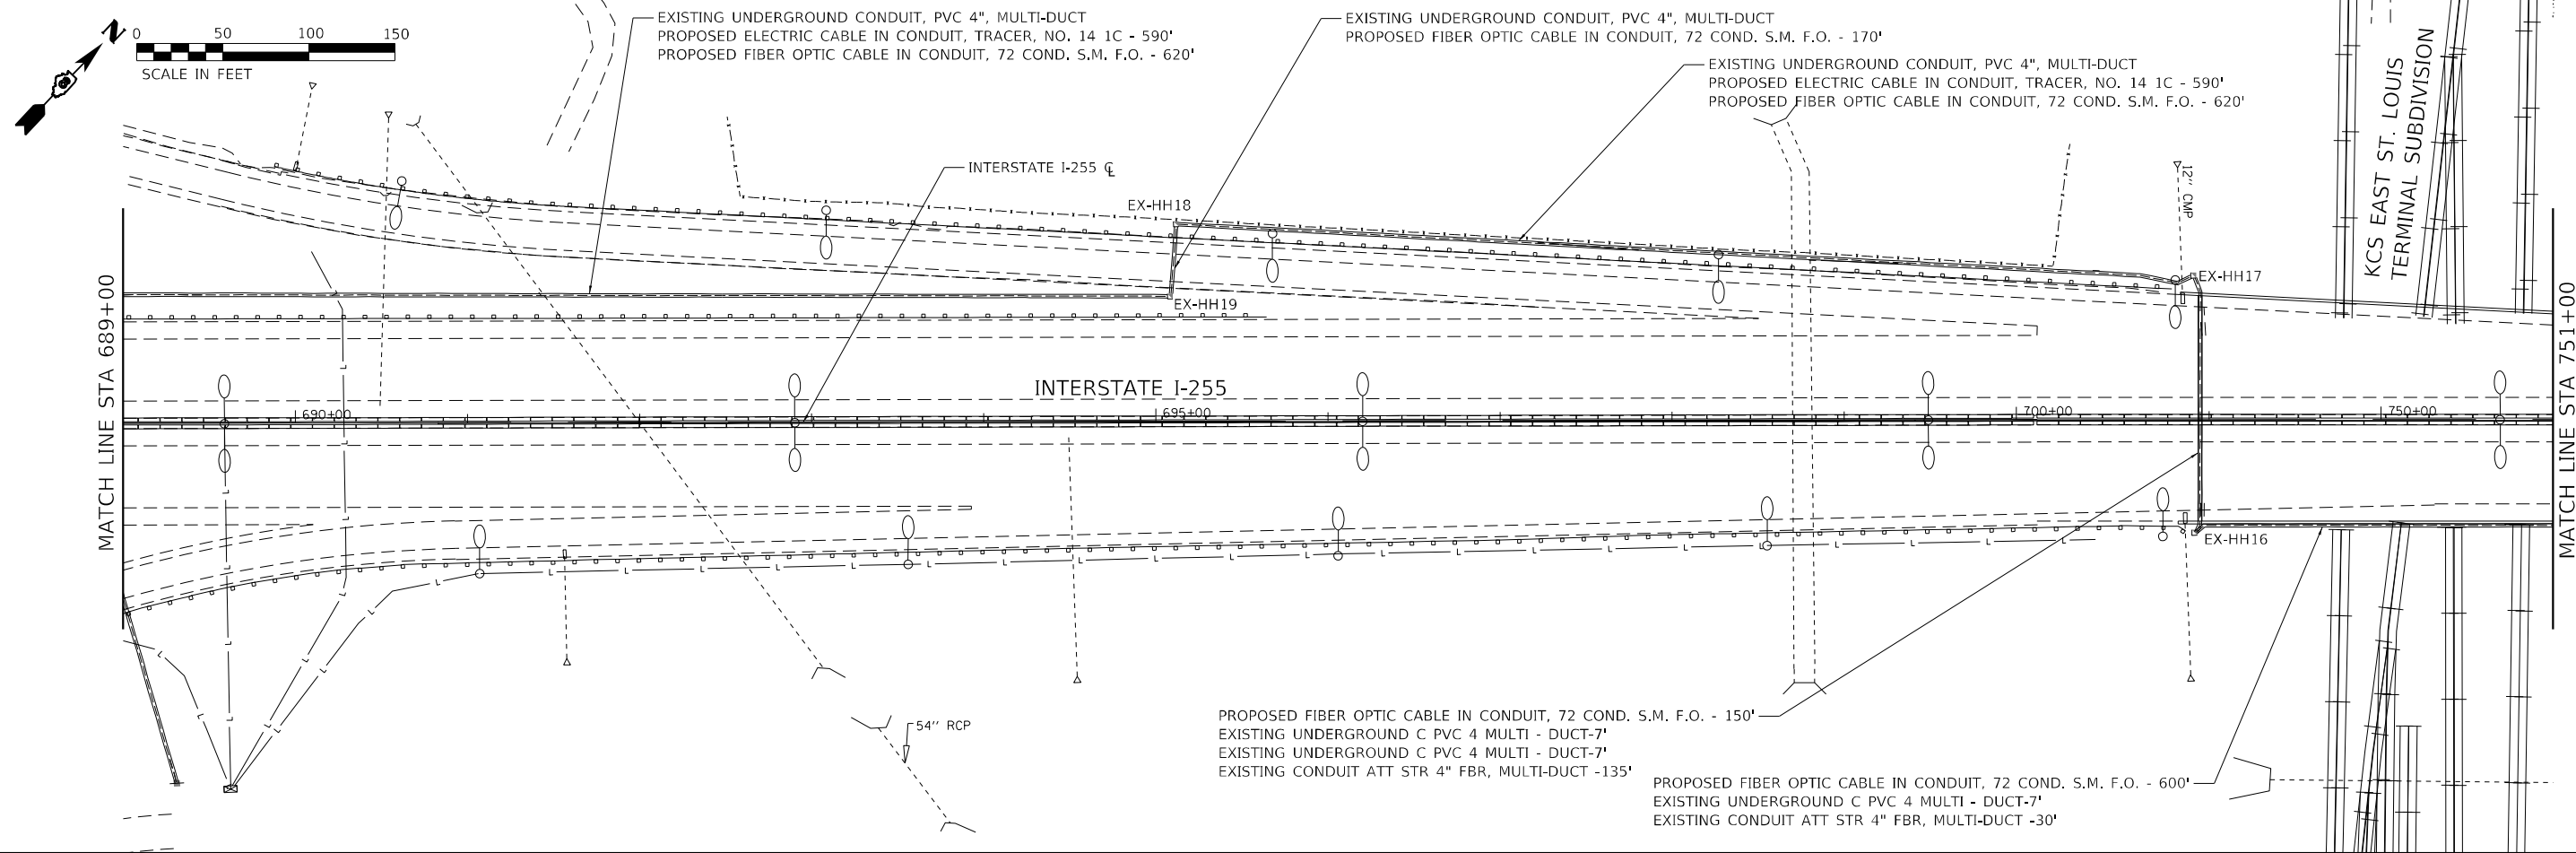 N
0 50 100 150
SCALE IN FEET
EXISTING UNDERGROUND CONDUIT, PVC 4", MULTI-DUCT
PROPOSED ELECTRIC CABLE IN CONDUIT, TRACER, NO. 14 1C - 590'
PROPOSED FIBER OPTIC CABLE IN CONDUIT, 72 COND. S.M. F.O. - 620'
EXISTING UNDERGROUND CONDUIT, PVC 4", MULTI-DUCT
PROPOSED FIBER OPTIC CABLE IN CONDUIT, 72 COND. S.M. F.O. - 170'
EXISTING UNDERGROUND CONDUIT, PVC 4", MULTI-DUCT
PROPOSED ELECTRIC CABLE IN CONDUIT, TRACER, NO. 14 1C - 590'
PROPOSED FIBER OPTIC CABLE IN CONDUIT, 72 COND. S.M. F.O. - 620'
KCS EAST ST. LOUIS
TERMINAL SUBDIVISION
INTERSTATE I-255 ℄
12'' CMP
EX-HH18
EX-HH17
EX-HH19
MATCH LINE STA 689+00
MATCH LINE STA 751+00
INTERSTATE I-255
690+00
695+00
700+00
750+00
EX-HH16
54'' RCP
PROPOSED FIBER OPTIC CABLE IN CONDUIT, 72 COND. S.M. F.O. - 150'
EXISTING UNDERGROUND C PVC 4 MULTI - DUCT-7'
EXISTING UNDERGROUND C PVC 4 MULTI - DUCT-7'
EXISTING CONDUIT ATT STR 4" FBR, MULTI-DUCT -135'
PROPOSED FIBER OPTIC CABLE IN CONDUIT, 72 COND. S.M. F.O. - 600'
EXISTING UNDERGROUND C PVC 4 MULTI - DUCT-7'
EXISTING CONDUIT ATT STR 4" FBR, MULTI-DUCT -30'